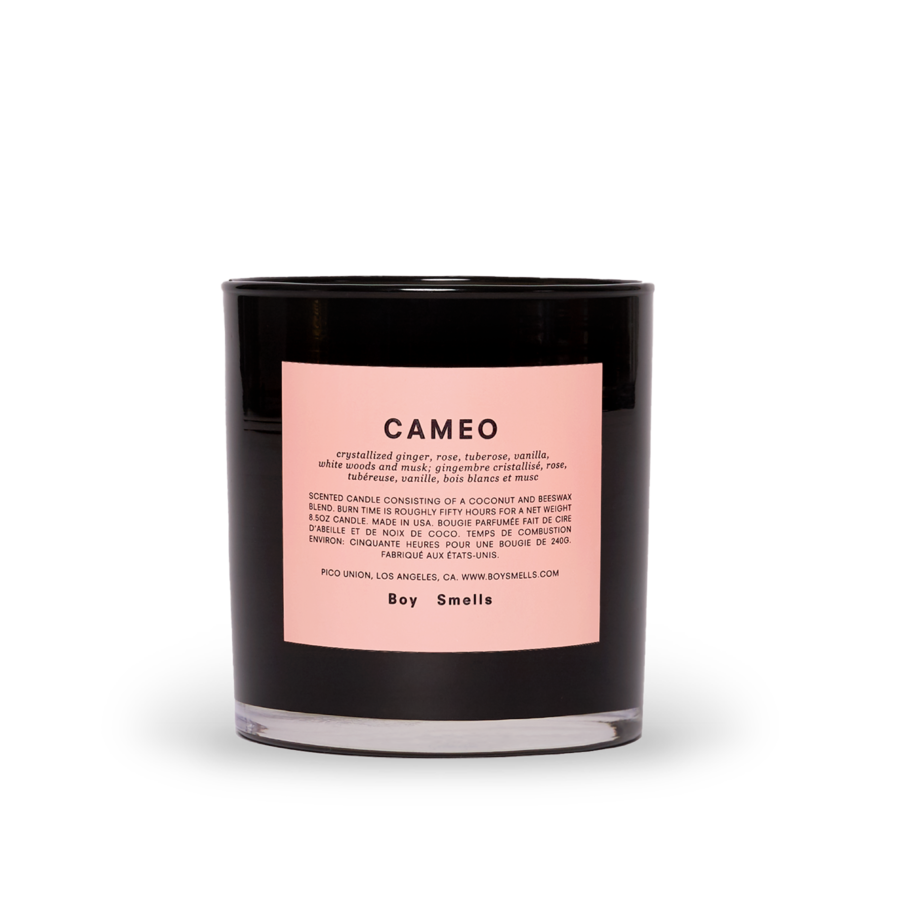 CAMEO
crystallized ginger, rose, tuberose, vanilla,
white woods and musk; gingembre cristallisé, rose,
tubéreuse, vanille, bois blancs et musc
SCENTED CANDLE CONSISTING OF A COCONUT AND BEESWAX
BLEND. BURN TIME IS ROUGHLY FIFTY HOURS FOR A NET WEIGHT
8.5OZ CANDLE. MADE IN USA. BOUGIE PARFUMÉE FAIT DE CIRE
D'ABEILLE ET DE NOIX DE COCO. TEMPS DE COMBUSTION
ENVIRON: CINQUANTE HEURES POUR UNE BOUGIE DE 240G.
FABRIQUÉ AUX ÉTATS-UNIS.
PICO UNION, LOS ANGELES, CA. WWW.BOYSMELLS.COM
Boy Smells